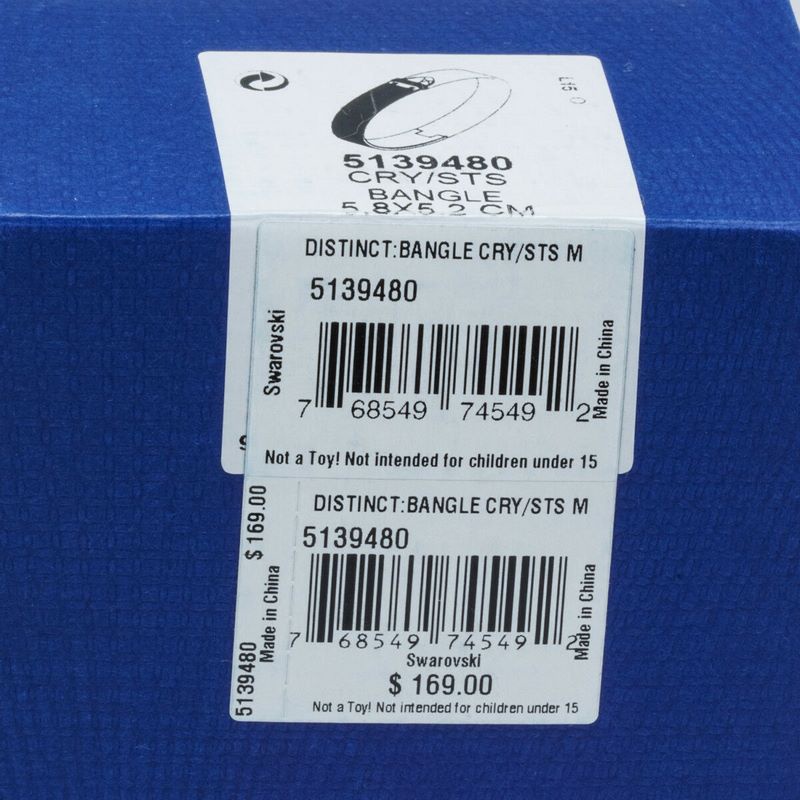 L15
5139480
CRY/STS
BANGLE
5.8X5.2 CM
DISTINCT:BANGLE CRY/STS M
5139480
Swarovski
Made in China
7 68549 74549 2
Not a Toy! Not intended for children under 15
$ 169.00
Made in China
5139480
DISTINCT:BANGLE CRY/STS M
5139480
7 68549 74549 2
Made in China
Swarovski
$ 169.00
Not a Toy! Not intended for children under 15